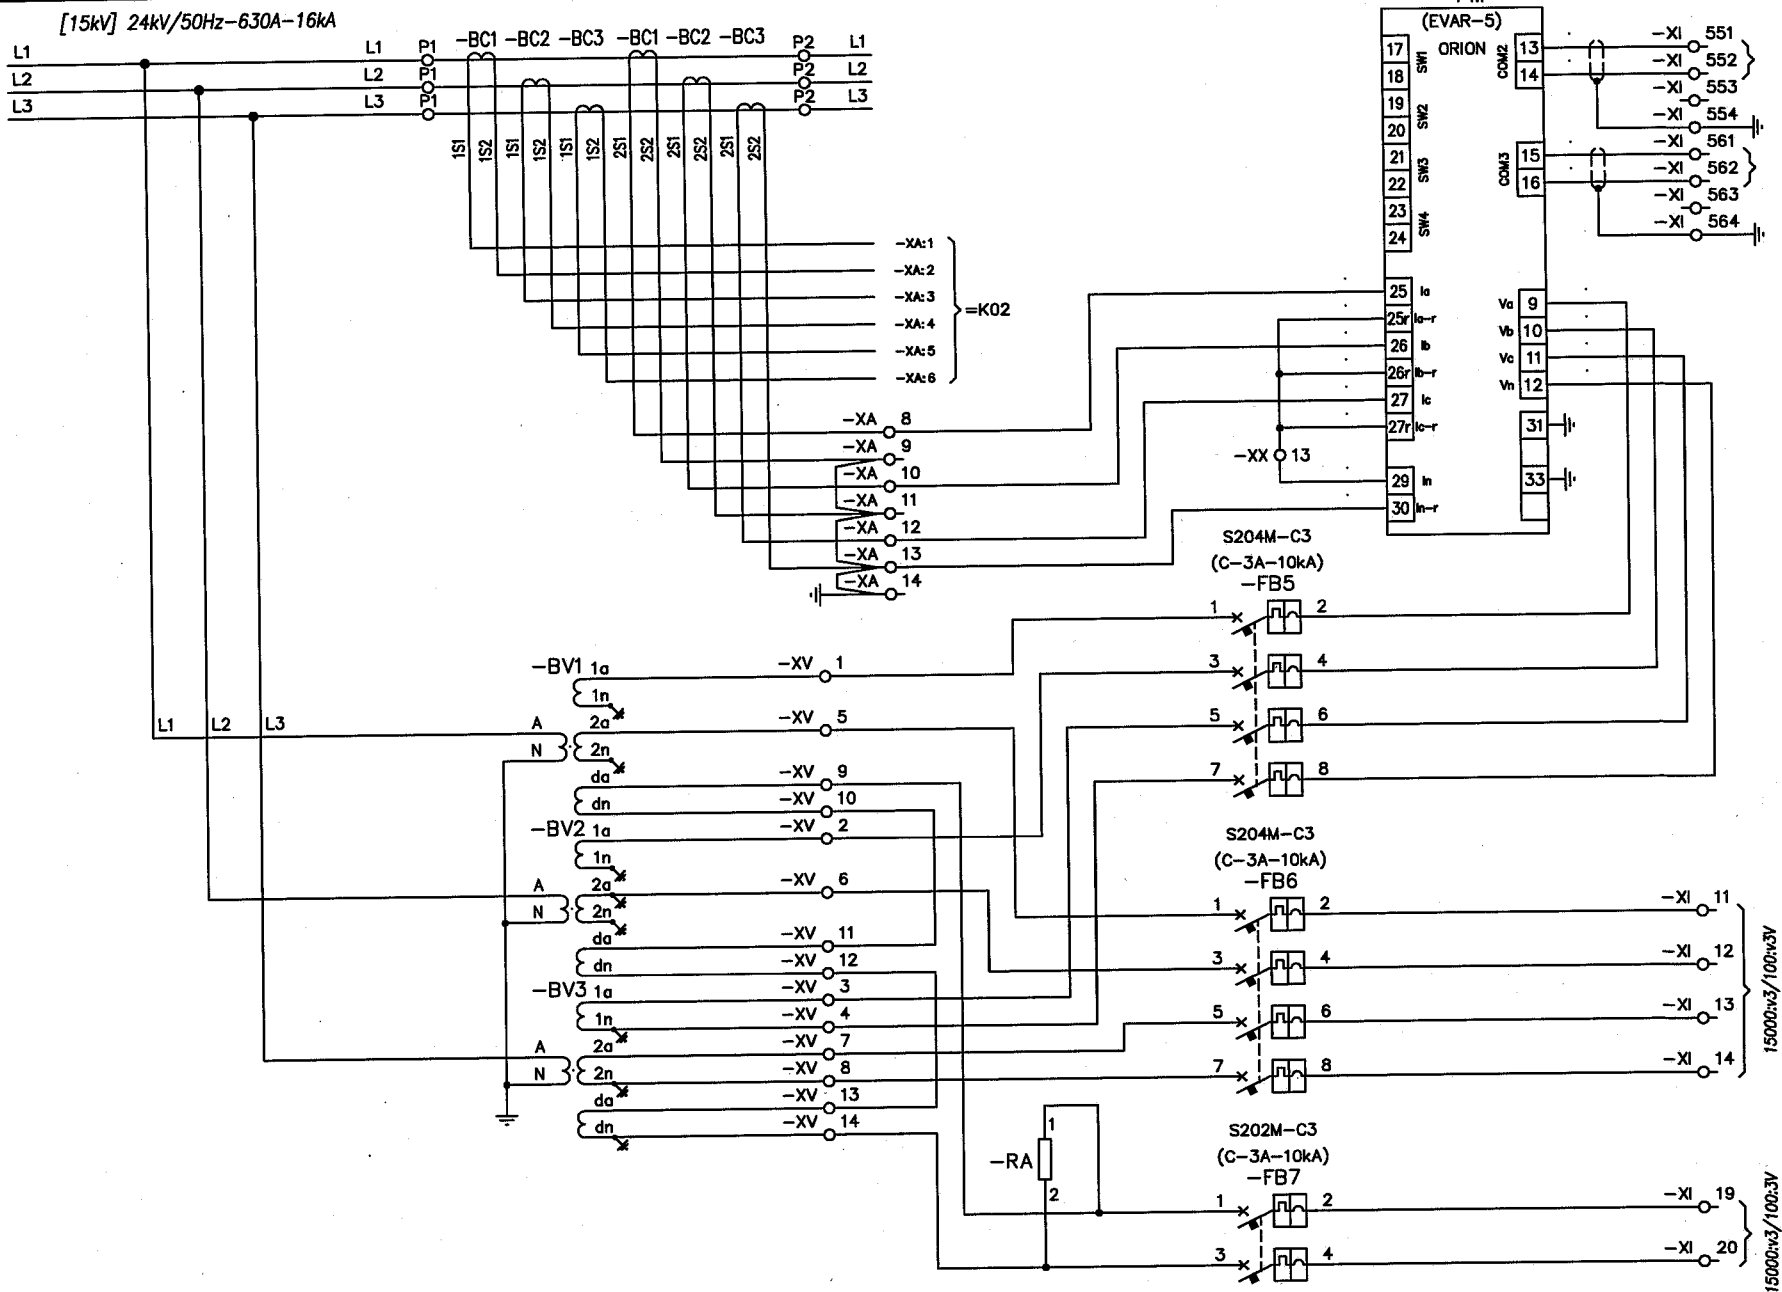 [15kV] 24kV/50Hz-630A-16kA
L1 L1 P1 -BC1 -BC2 -BC3 -BC1 -BC2 -BC3 P2 L1
L2 L2 P1 P2 L2
L3 L3 P1 P2 L3
1S1 1S2 1S1 1S2 1S1 1S2 2S1 2S2 2S1 2S2 2S1 2S2
-XA:1
-XA:2
-XA:3
-XA:4
-XA:5
-XA:6
=K02
-XA 8
-XA 9
-XA 10
-XA 11
-XA 12
-XA 13
-XA 14
(EVAR-5)
ORION
17
18
SW1
19
20
SW2
21
22
SW3
23
24
SW4
25 Ia
25r Ia-r
26 Ib
26r Ib-r
27 Ic
27r Ic-r
-XX 13
29 In
30 In-r
COM2
13
14
COM3
15
16
-XI 551
-XI 552
-XI 553
-XI 554
-XI 561
-XI 562
-XI 563
-XI 564
Va 9
Vb 10
Vc 11
Vn 12
31
33
S204M-C3
(C-3A-10kA)
-FB5
1 2
3 4
5 6
7 8
L1 L2 L3
-BV1 1a -XV 1
1n
A 2a -XV 5
N 2n
da -XV 9
dn -XV 10
-BV2 1a -XV 2
1n
A 2a -XV 6
N 2n
da -XV 11
dn -XV 12
-BV3 1a -XV 3
1n -XV 4
A 2a -XV 7
N 2n -XV 8
da -XV 13
dn -XV 14
S204M-C3
(C-3A-10kA)
-FB6
1 2 -XI 11
3 4 -XI 12
5 6 -XI 13
7 8 -XI 14
15000:v3/100:v3V
-RA
1
2
S202M-C3
(C-3A-10kA)
-FB7
1 2 -XI 19
3 4 -XI 20
15000:v3/100:3V